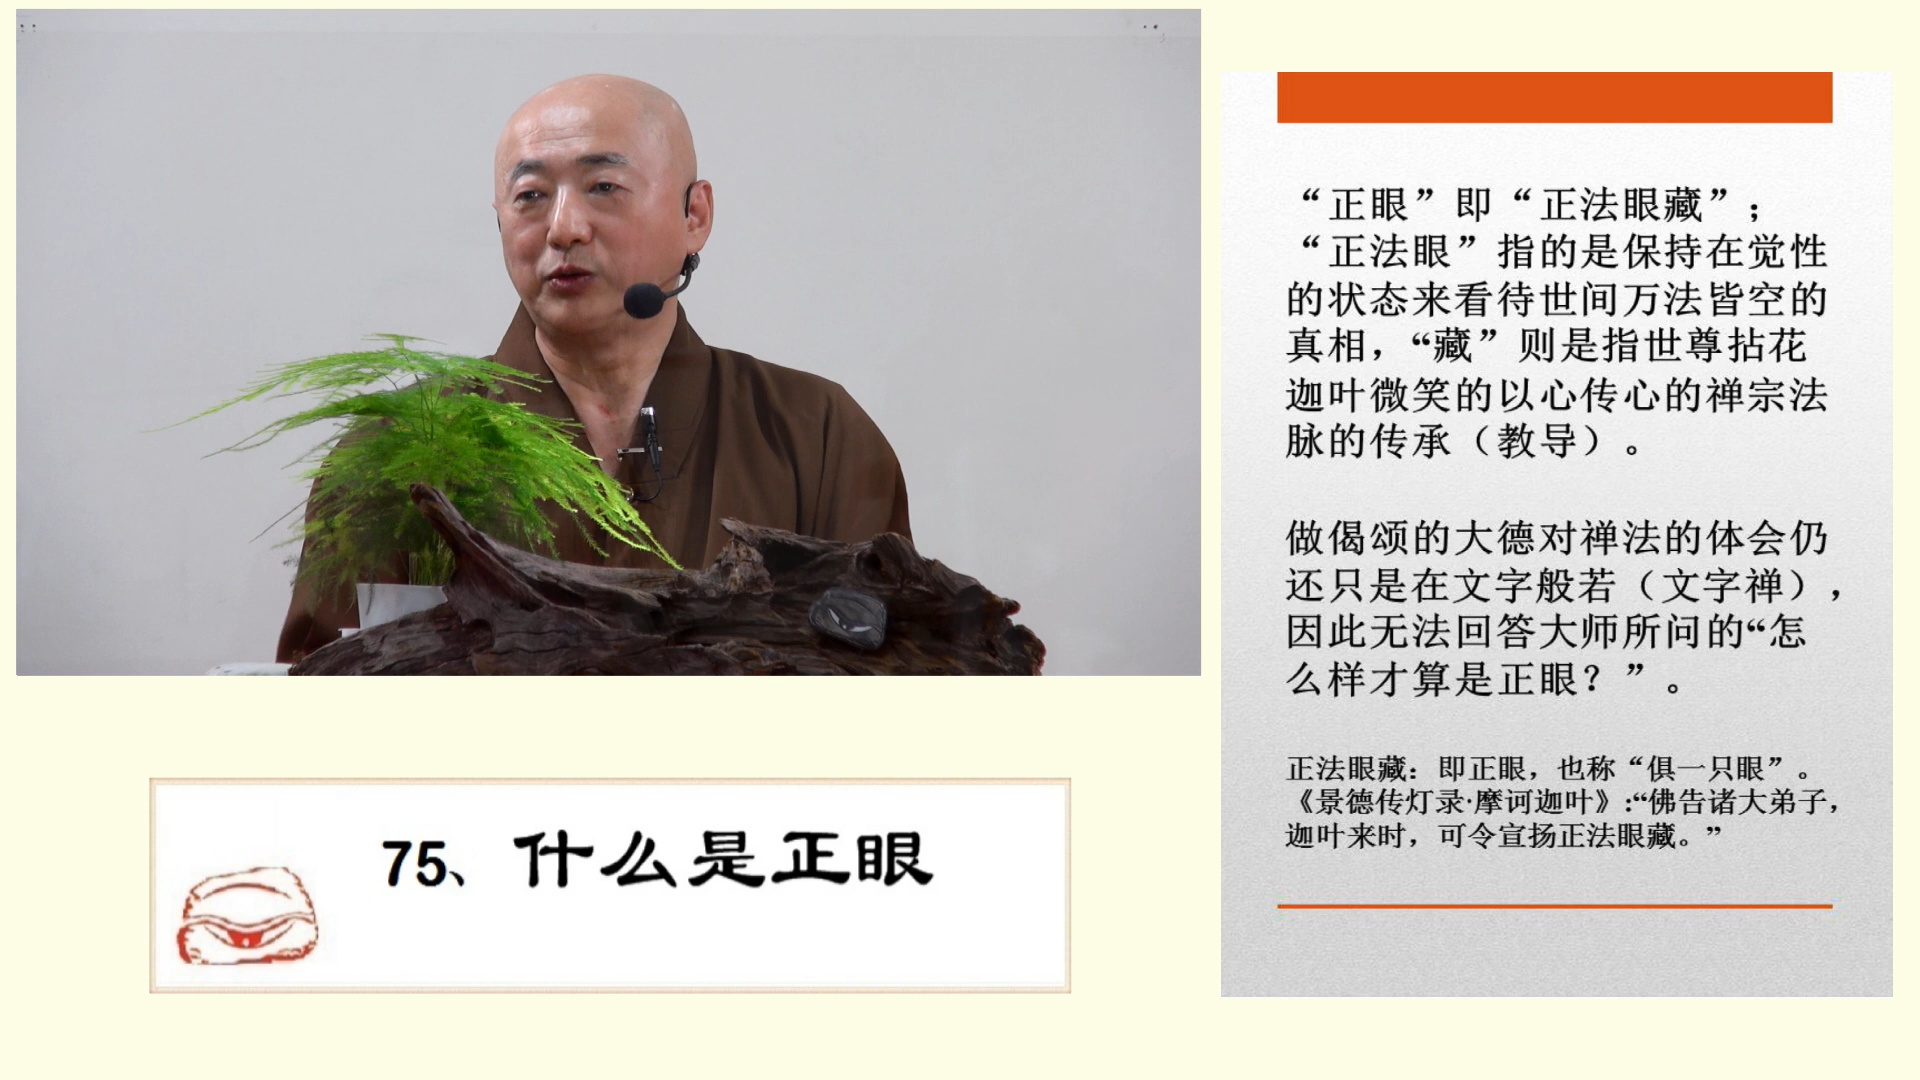 75、什么是正眼
“正眼”即“正法眼藏”；
“正法眼”指的是保持在觉性
的状态来看待世间万法皆空的
真相，“藏”则是指世尊拈花
迦叶微笑的以心传心的禅宗法
脉的传承（教导）。
做偈颂的大德对禅法的体会仍
还只是在文字般若（文字禅），
因此无法回答大师所问的“怎
么样才算是正眼？”。
正法眼藏：即正眼，也称“俱一只眼”。
《景德传灯录·摩诃迦叶》:“佛告诸大弟子，
迦叶来时，可令宣扬正法眼藏。”